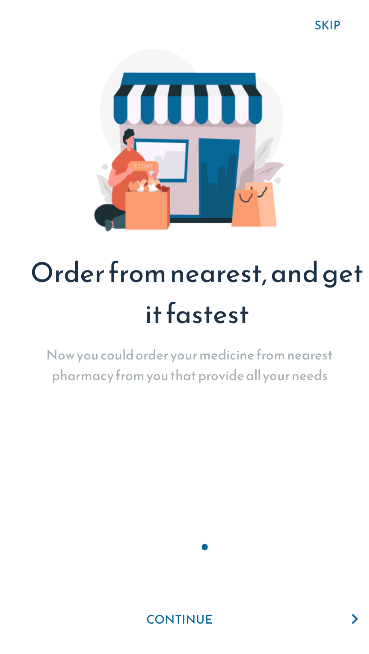 SKIP
STORE
Order from nearest, and get
it fastest
Now you could order your medicine from nearest
pharmacy from you that provide all your needs
CONTINUE